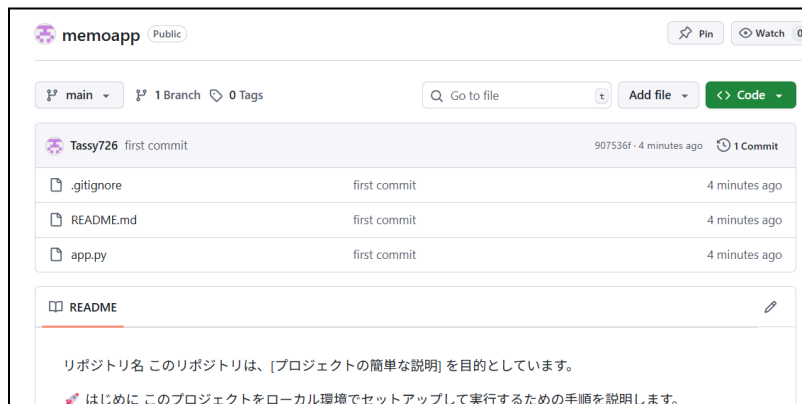 memoapp Public Pin Watch 0
main 1 Branch 0 Tags Go to file t Add file Code
Tassy726 first commit 907536f · 4 minutes ago 1 Commit
.gitignore first commit 4 minutes ago
README.md first commit 4 minutes ago
app.py first commit 4 minutes ago
README
リポジトリ名 このリポジトリは、[プロジェクトの簡単な説明] を目的としています。
🚀 はじめに このプロジェクトをローカル環境でセットアップして実行するための手順を説明します。